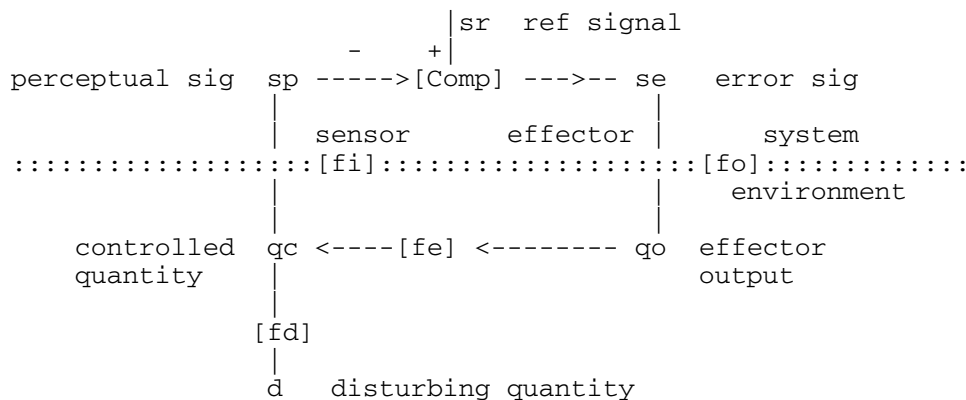 |sr ref signal
- +|
perceptual sig sp ----->[Comp] --->-- se error sig
| |
| sensor effector | system
:::::::::::::::::::[fi]::::::::::::::::::::[fo]:::::::::::::
| | environment
| |
controlled qc <----[fe] <-------- qo effector
quantity | output
|
[fd]
|
d disturbing quantity